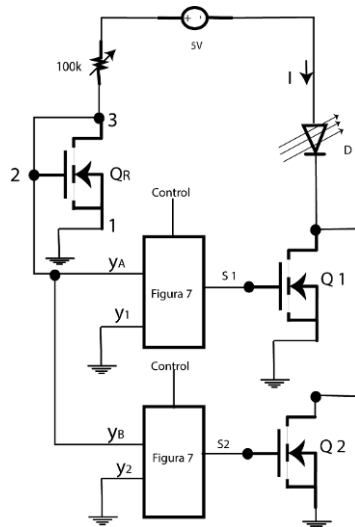 5V
100k
I
3
D
2
QR
1
Control
yA
Figura 7
S 1
Q 1
y1
Control
yB
Figura 7
S2
Q 2
y2